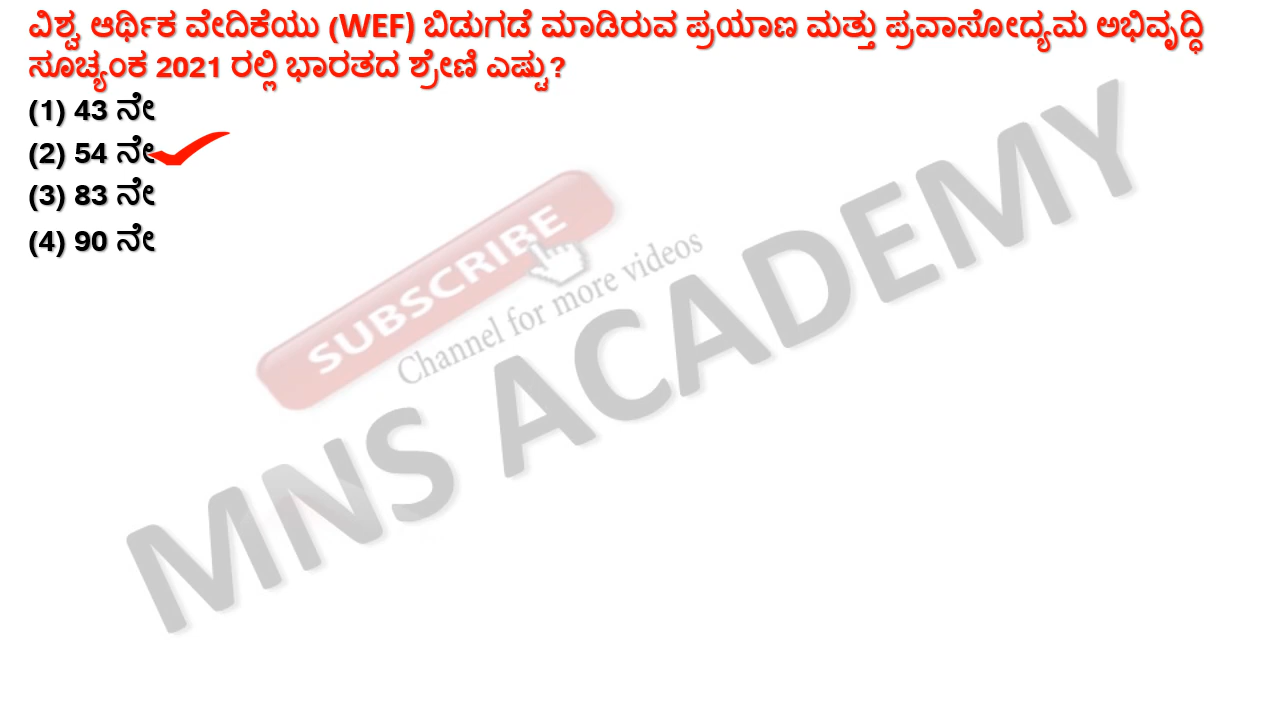 ವಿಶ್ವ ಆರ್ಥಿಕ ವೇದಿಕೆಯು (WEF) ಬಿಡುಗಡೆ ಮಾಡಿರುವ ಪ್ರಯಾಣ ಮತ್ತು ಪ್ರವಾಸೋದ್ಯಮ ಅಭಿವೃದ್ಧಿ
ಸೂಚ್ಯಂಕ 2021 ರಲ್ಲಿ ಭಾರತದ ಶ್ರೇಣಿ ಎಷ್ಟು?
(1) 43 ನೇ
(2) 54 ನೇ
(3) 83 ನೇ
(4) 90 ನೇ
SUBSCRIBE
Channel for more videos
MNS ACADEMY